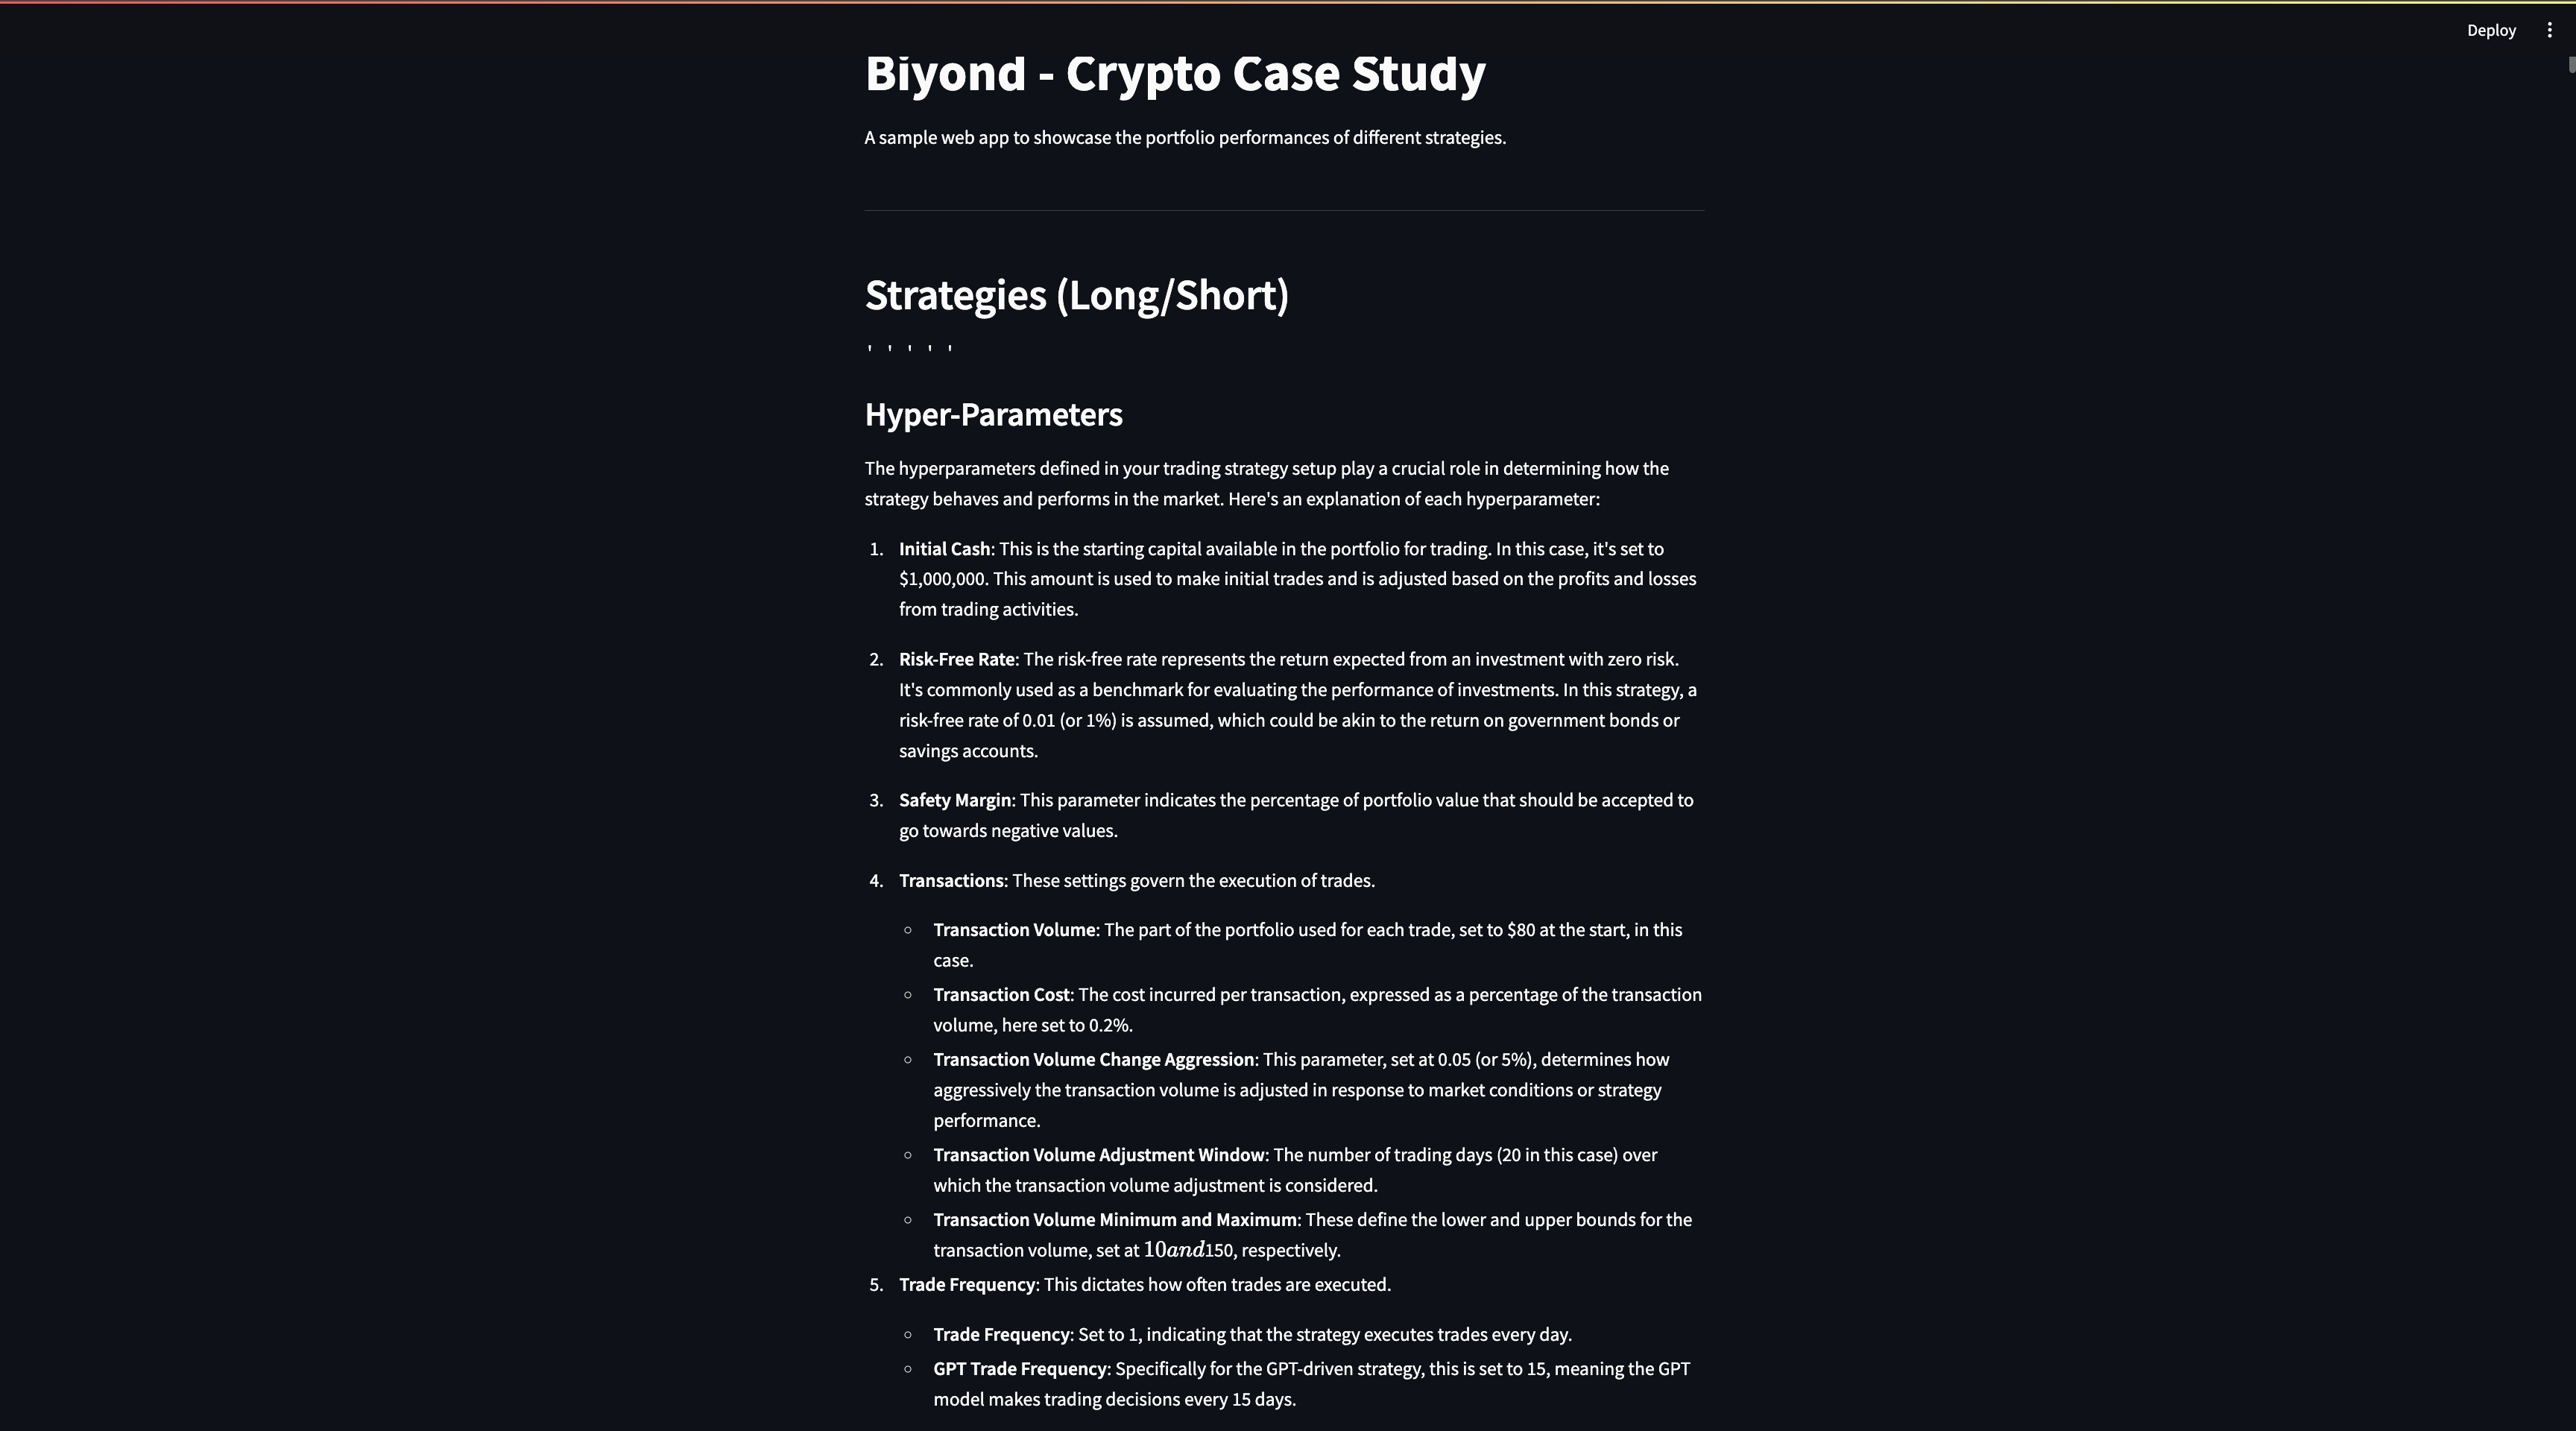 Deploy
Biyond - Crypto Case Study
A sample web app to showcase the portfolio performances of different strategies.
Strategies (Long/Short)
' ' ' ' '
Hyper-Parameters
The hyperparameters defined in your trading strategy setup play a crucial role in determining how the
strategy behaves and performs in the market. Here's an explanation of each hyperparameter:
1. Initial Cash: This is the starting capital available in the portfolio for trading. In this case, it's set to
$1,000,000. This amount is used to make initial trades and is adjusted based on the profits and losses
from trading activities.
2. Risk-Free Rate: The risk-free rate represents the return expected from an investment with zero risk.
It's commonly used as a benchmark for evaluating the performance of investments. In this strategy, a
risk-free rate of 0.01 (or 1%) is assumed, which could be akin to the return on government bonds or
savings accounts.
3. Safety Margin: This parameter indicates the percentage of portfolio value that should be accepted to
go towards negative values.
4. Transactions: These settings govern the execution of trades.
○ Transaction Volume: The part of the portfolio used for each trade, set to $80 at the start, in this
case.
○ Transaction Cost: The cost incurred per transaction, expressed as a percentage of the transaction
volume, here set to 0.2%.
○ Transaction Volume Change Aggression: This parameter, set at 0.05 (or 5%), determines how
aggressively the transaction volume is adjusted in response to market conditions or strategy
performance.
○ Transaction Volume Adjustment Window: The number of trading days (20 in this case) over
which the transaction volume adjustment is considered.
○ Transaction Volume Minimum and Maximum: These define the lower and upper bounds for the
transaction volume, set at 10and150, respectively.
5. Trade Frequency: This dictates how often trades are executed.
○ Trade Frequency: Set to 1, indicating that the strategy executes trades every day.
○ GPT Trade Frequency: Specifically for the GPT-driven strategy, this is set to 15, meaning the GPT
model makes trading decisions every 15 days.